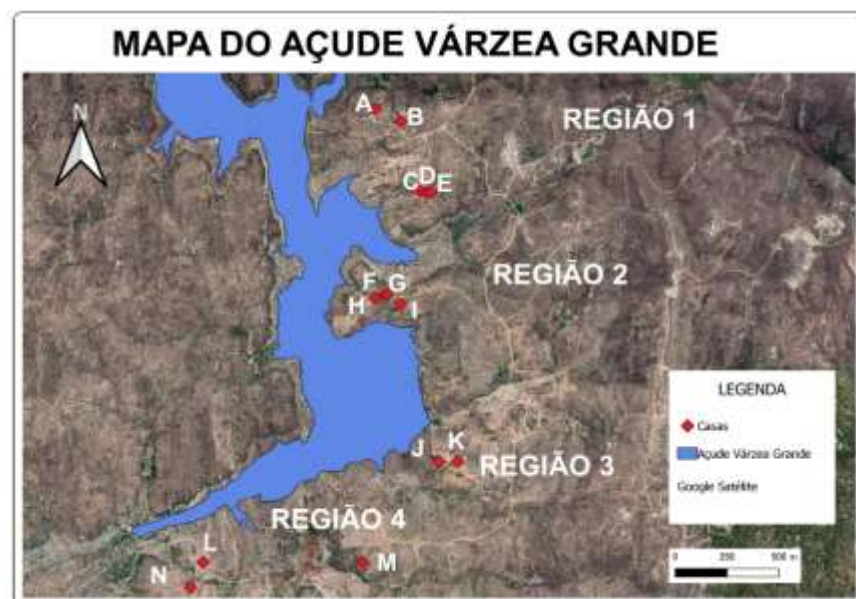 MAPA DO AÇUDE VÁRZEA GRANDE
N
A
B
REGIÃO 1
C D E
REGIÃO 2
F G
H I
LEGENDA
Casas
Açude Várzea Grande
Google Satélite
J K
REGIÃO 3
REGIÃO 4
L
M
N
0 250 500 m